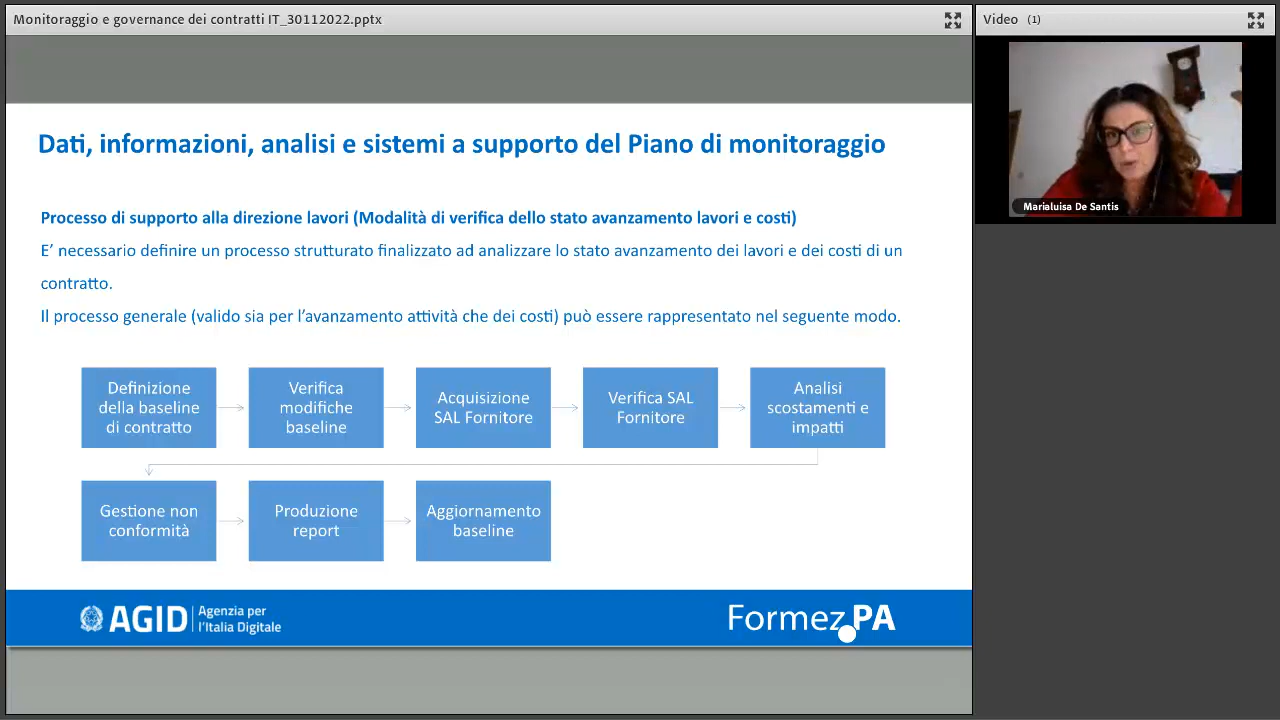 Monitoraggio e governance dei contratti IT_30112022.pptx
Video (1)
Marialuisa De Santis
Dati, informazioni, analisi e sistemi a supporto del Piano di monitoraggio
Processo di supporto alla direzione lavori (Modalità di verifica dello stato avanzamento lavori e costi)
E’ necessario definire un processo strutturato finalizzato ad analizzare lo stato avanzamento dei lavori e dei costi di un
contratto.
Il processo generale (valido sia per l’avanzamento attività che dei costi) può essere rappresentato nel seguente modo.
Definizione
della baseline
di contratto
Verifica
modifiche
baseline
Acquisizione
SAL Fornitore
Verifica SAL
Fornitore
Analisi
scostamenti e
impatti
Gestione non
conformità
Produzione
report
Aggiornamento
baseline
AGID
Agenzia per
l’Italia Digitale
Formez PA